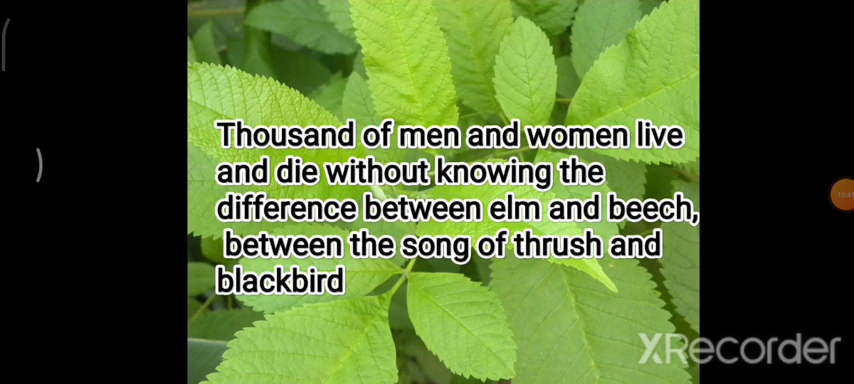 Thousand of men and women live
and die without knowing the
difference between elm and beech,
between the song of thrush and
blackbird
XRecorder